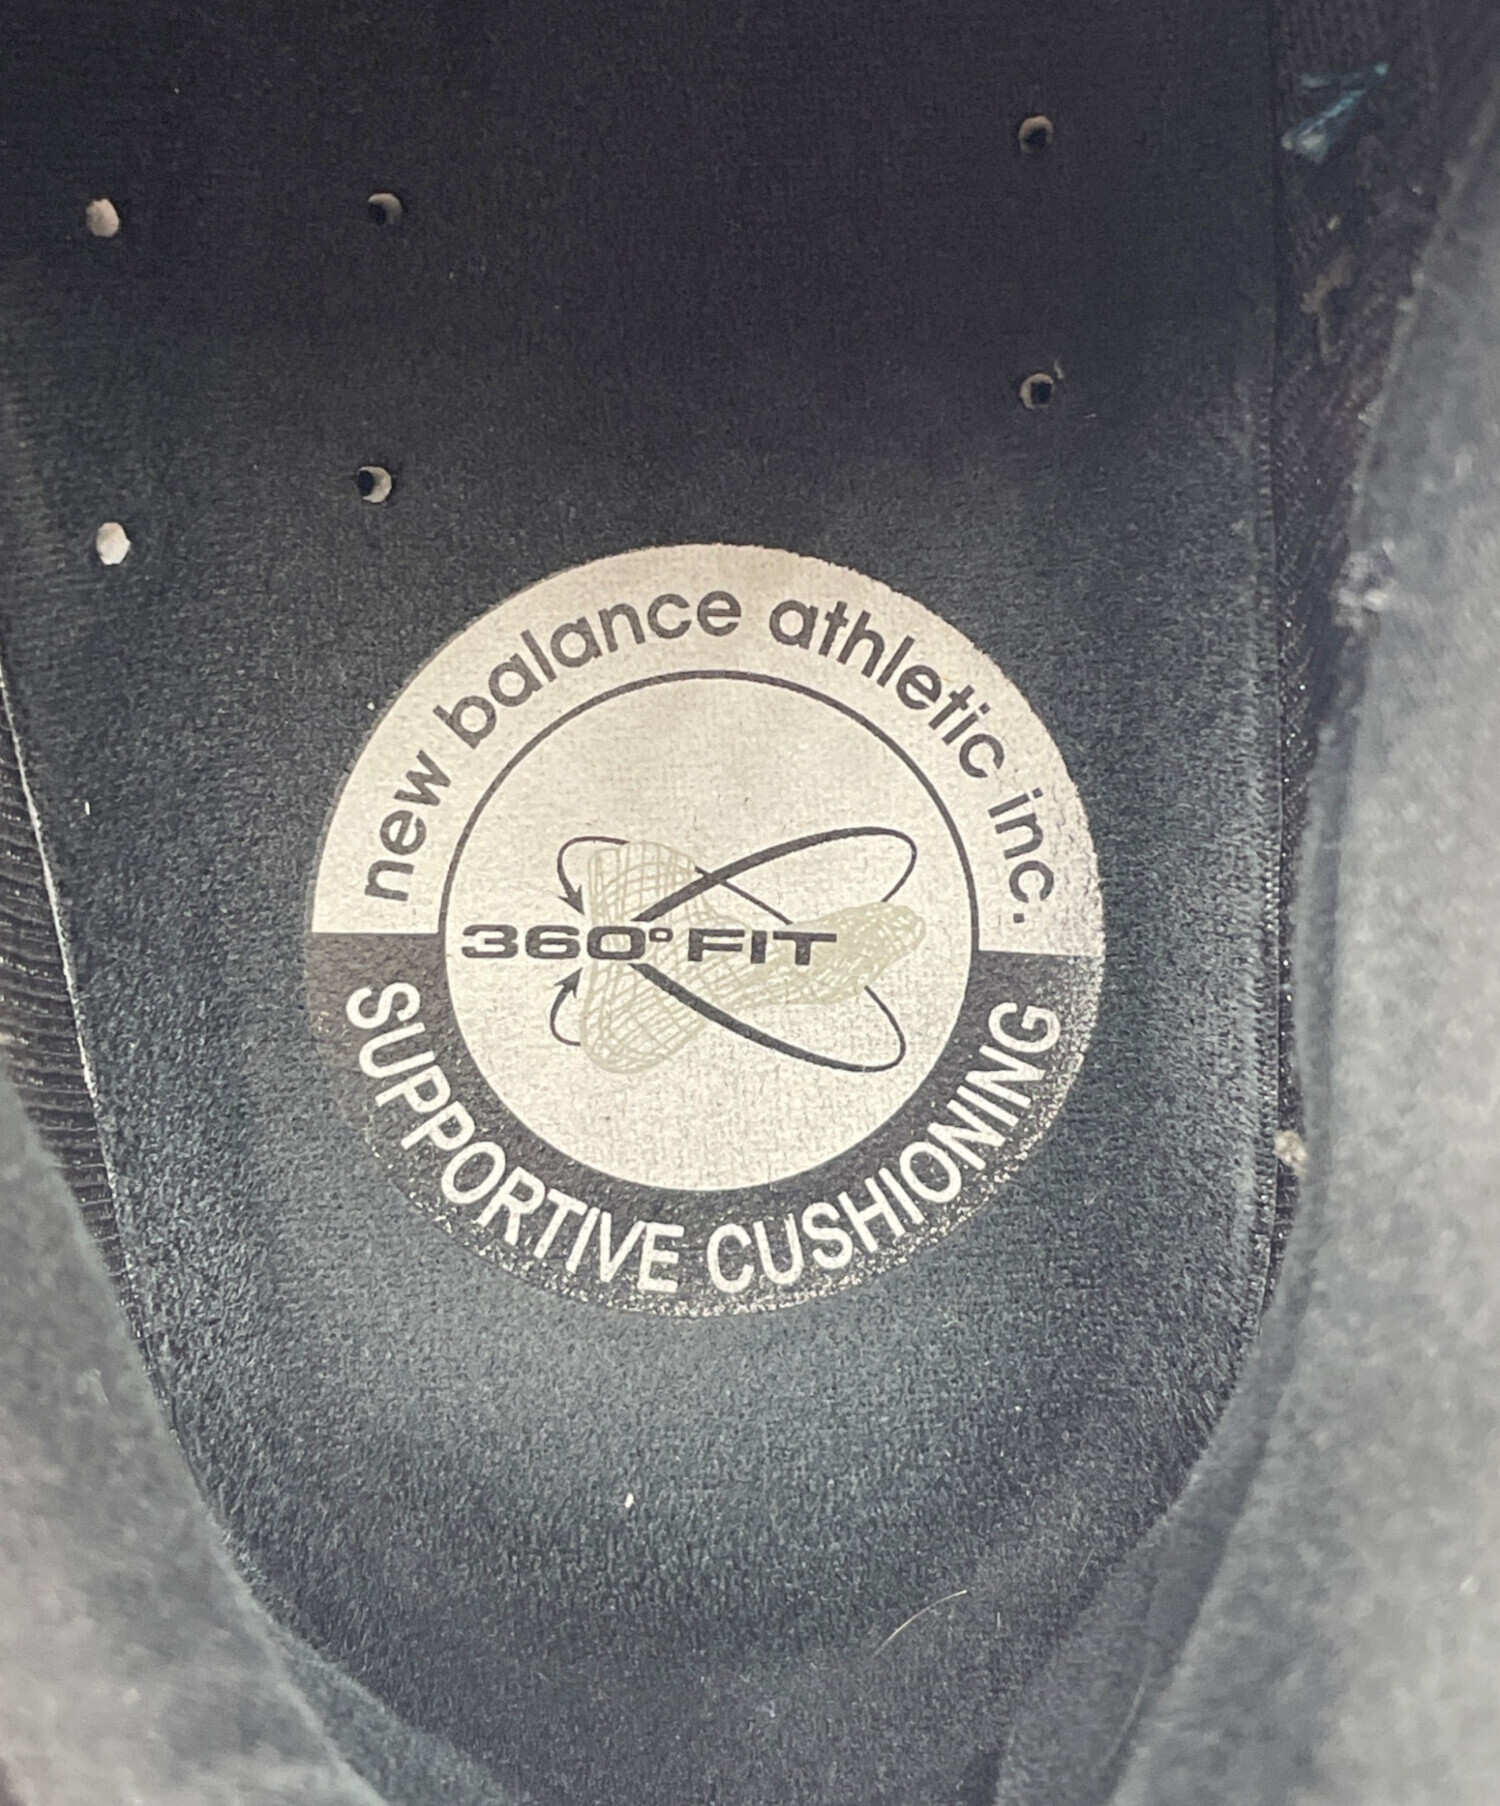 new balance athletic inc.
360° FIT
SUPPORTIVE CUSHIONING